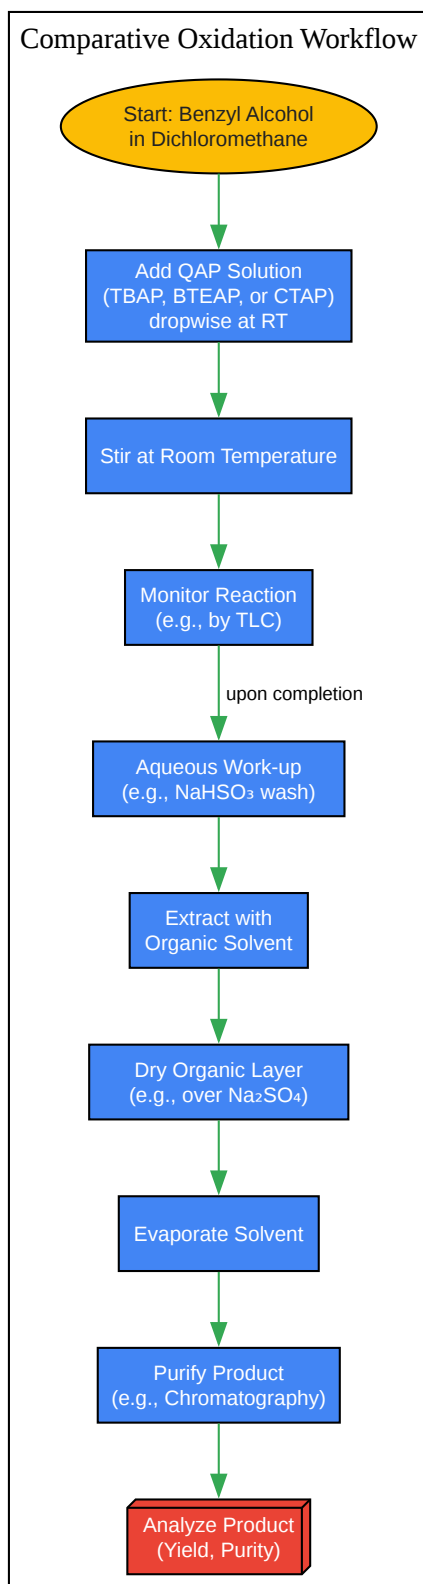 Comparative Oxidation Workflow
Start: Benzyl Alcohol
in Dichloromethane
Add QAP Solution
(TBAP, BTEAP, or CTAP)
dropwise at RT
Stir at Room Temperature
Monitor Reaction
(e.g., by TLC)
upon completion
Aqueous Work-up
(e.g., NaHSO₃ wash)
Extract with
Organic Solvent
Dry Organic Layer
(e.g., over Na₂SO₄)
Evaporate Solvent
Purify Product
(e.g., Chromatography)
Analyze Product
(Yield, Purity)